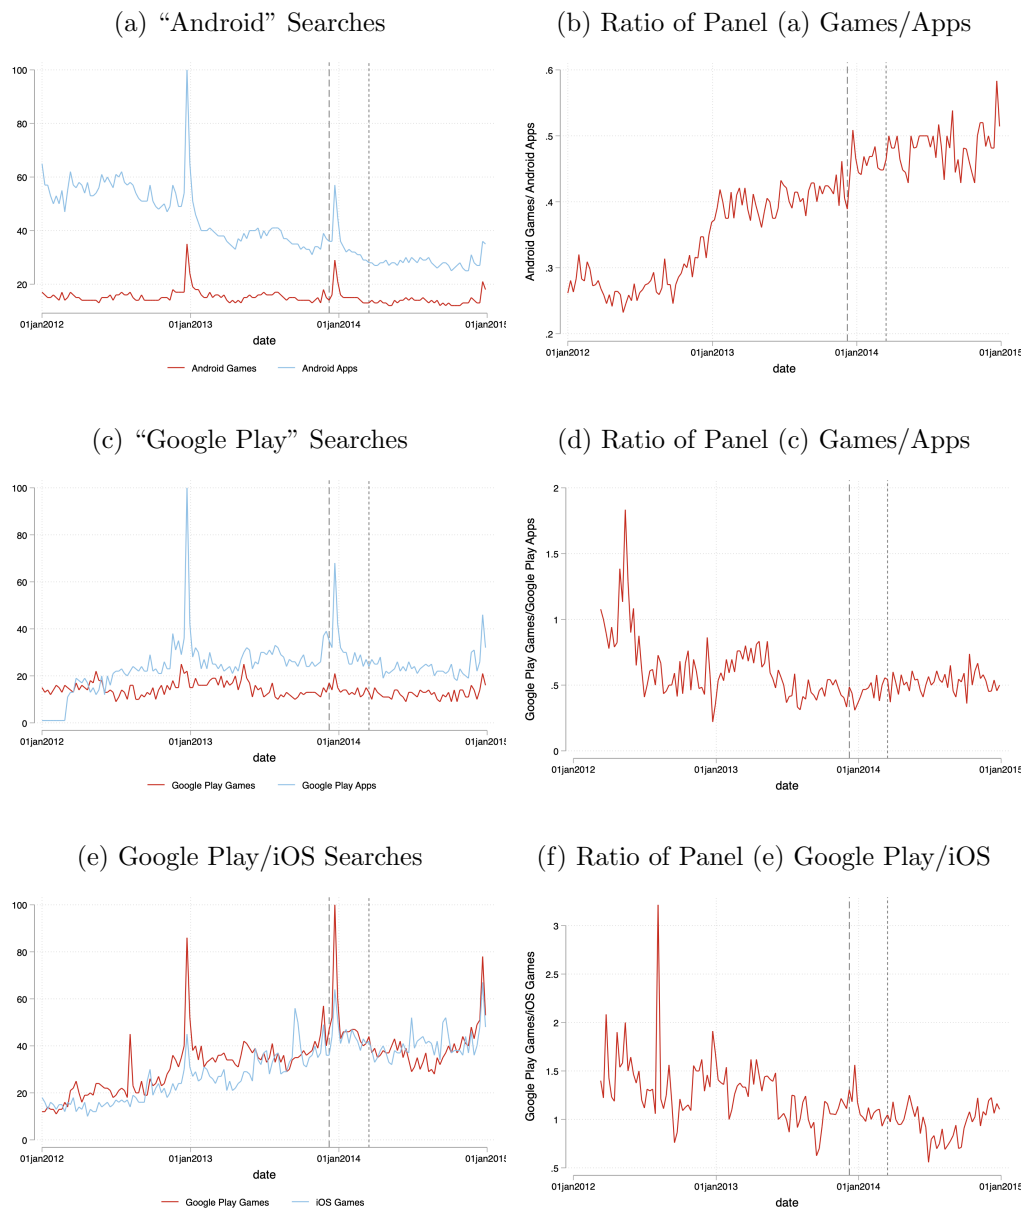 (a) “Android” Searches
100
80
60
40
20
01jan2012
01jan2013
01jan2014
01jan2015
date
Android Games
Android Apps
(b) Ratio of Panel (a) Games/Apps
Android Games/ Android Apps
.6
.5
.4
.3
.2
01jan2012
01jan2013
01jan2014
01jan2015
date
(c) “Google Play” Searches
100
80
60
40
20
0
01jan2012
01jan2013
01jan2014
01jan2015
date
Google Play Games
Google Play Apps
(d) Ratio of Panel (c) Games/Apps
Google Play Games/Google Play Apps
2
1.5
1
.5
0
01jan2012
01jan2013
01jan2014
01jan2015
date
(e) Google Play/iOS Searches
100
80
60
40
20
0
01jan2012
01jan2013
01jan2014
01jan2015
date
Google Play Games
iOS Games
(f) Ratio of Panel (e) Google Play/iOS
Google Play Games/iOS Games
3
2.5
2
1.5
1
.5
01jan2012
01jan2013
01jan2014
01jan2015
date